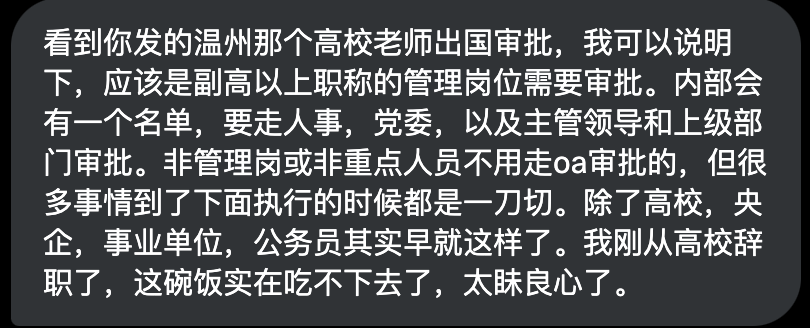 看到你发的温州那个高校老师出国审批，我可以说明
下，应该是副高以上职称的管理岗位需要审批。内部会
有一个名单，要走人事，党委，以及主管领导和上级部
门审批。非管理岗或非重点人员不用走oa审批的，但很
多事情到了下面执行的时候都是一刀切。除了高校，央
企，事业单位，公务员其实早就这样了。我刚从高校辞
职了，这碗饭实在吃不下去了，太昧良心了。